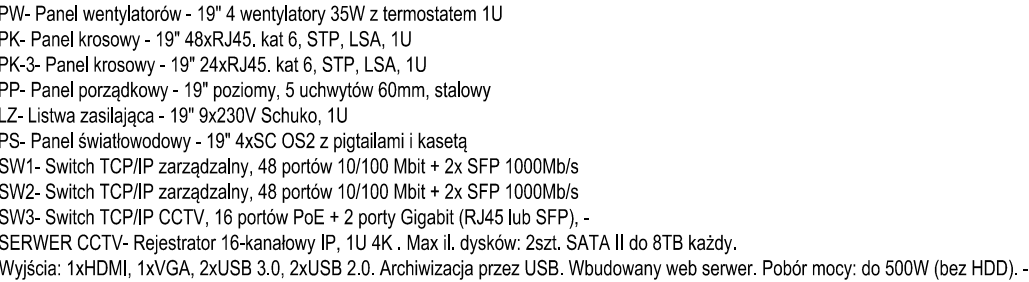 PW- Panel wentylatorów - 19" 4 wentylatory 35W z termostatem 1U
PK- Panel krosowy - 19" 48xRJ45. kat 6, STP, LSA, 1U
PK-3- Panel krosowy - 19" 24xRJ45. kat 6, STP, LSA, 1U
PP- Panel porządkowy - 19" poziomy, 5 uchwytów 60mm, stalowy
LZ- Listwa zasilająca - 19" 9x230V Schuko, 1U
PS- Panel światłowodowy - 19" 4xSC OS2 z pigtailami i kasetą
SW1- Switch TCP/IP zarządzalny, 48 portów 10/100 Mbit + 2x SFP 1000Mb/s
SW2- Switch TCP/IP zarządzalny, 48 portów 10/100 Mbit + 2x SFP 1000Mb/s
SW3- Switch TCP/IP CCTV, 16 portów PoE + 2 porty Gigabit (RJ45 lub SFP), -
SERWER CCTV- Rejestrator 16-kanałowy IP, 1U 4K . Max il. dysków: 2szt. SATA II do 8TB każdy.
Wyjścia: 1xHDMI, 1xVGA, 2xUSB 3.0, 2xUSB 2.0. Archiwizacja przez USB. Wbudowany web serwer. Pobór mocy: do 500W (bez HDD). -